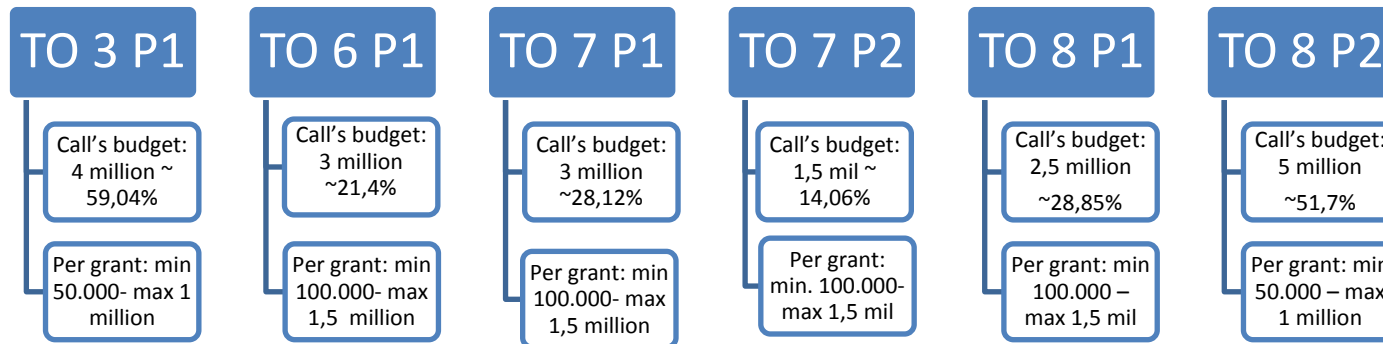 TO 3 P1
Call's budget:
4 million ~
59,04%
Per grant: min
50.000- max 1
million
TO 6 P1
Call's budget:
3 million
~21,4%
Per grant: min
100.000- max
1,5 million
TO 7 P1
Call's budget:
3 million
~28,12%
Per grant: min
100.000- max
1,5 million
TO 7 P2
Call's budget:
1,5 mil ~
14,06%
Per grant:
min. 100.000-
max 1,5 mil
TO 8 P1
Call's budget:
2,5 million
~28,85%
Per grant: min
100.000 –
max 1,5 mil
TO 8 P2
Call's budget:
5 million
~51,7%
Per grant: min
50.000 – max
1 million